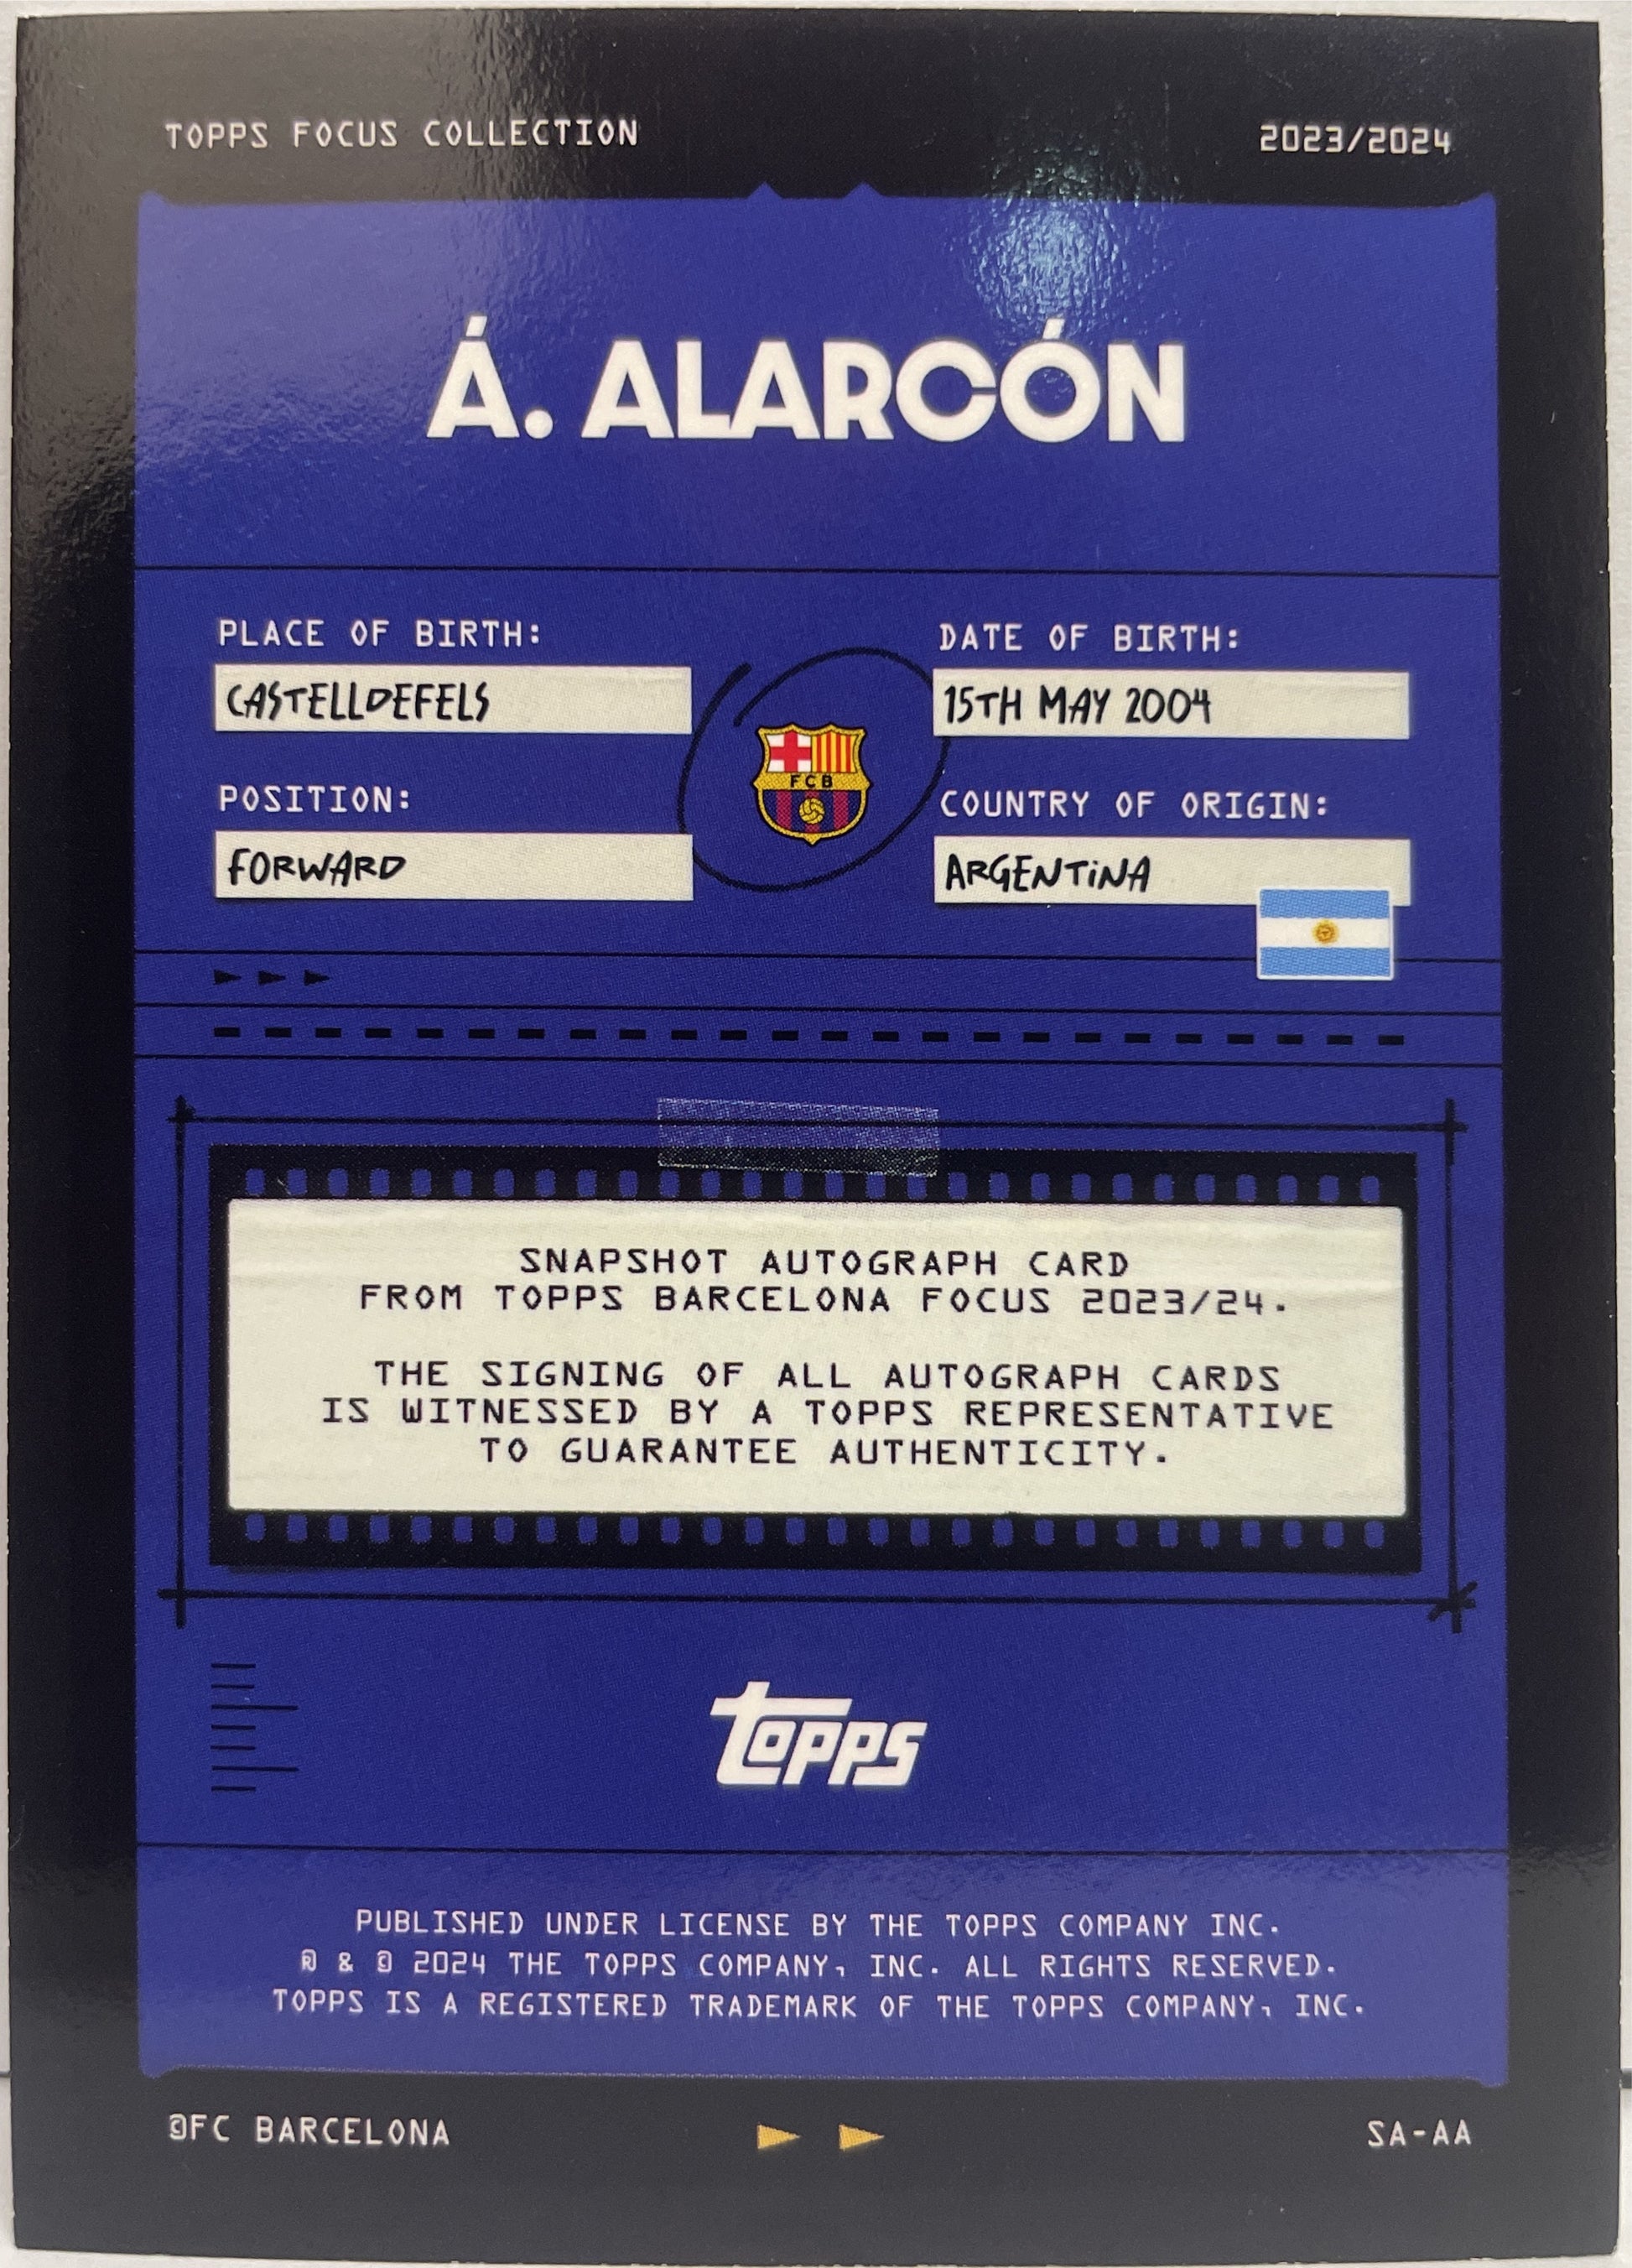 TOPPS FOCUS COLLECTION
2023/2024
Á. ALARCÓN
PLACE OF BIRTH:
CASTELLDEFELS
DATE OF BIRTH:
15TH MAY 2004
FCB
POSITION:
FORWARD
COUNTRY OF ORIGIN:
ARGENTINA
SNAPSHOT AUTOGRAPH CARD
FROM TOPPS BARCELONA FOCUS 2023/24.
THE SIGNING OF ALL AUTOGRAPH CARDS
IS WITNESSED BY A TOPPS REPRESENTATIVE
TO GUARANTEE AUTHENTICITY.
topps
PUBLISHED UNDER LICENSE BY THE TOPPS COMPANY INC.
® & © 2024 THE TOPPS COMPANY, INC. ALL RIGHTS RESERVED.
TOPPS IS A REGISTERED TRADEMARK OF THE TOPPS COMPANY, INC.
©FC BARCELONA
SA-AA